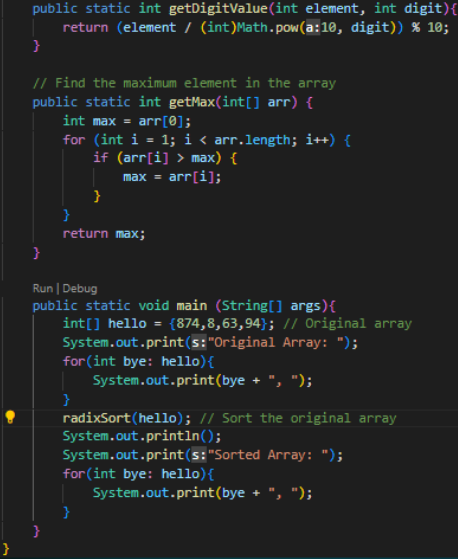 public static int getDigitValue(int element, int digit){
return (element / (int)Math.pow(a:10, digit)) % 10;
}
// Find the maximum element in the array
public static int getMax(int[] arr) {
int max = arr[0];
for (int i = 1; i < arr.length; i++) {
if (arr[i] > max) {
max = arr[i];
}
}
return max;
}
Run | Debug
public static void main (String[] args){
int[] hello = {874,8,63,94}; // Original array
System.out.print(s:"Original Array: ");
for(int bye: hello){
System.out.print(bye + ", ");
}
radixSort(hello); // Sort the original array
System.out.println();
System.out.print(s:"Sorted Array: ");
for(int bye: hello){
System.out.print(bye + ", ");
}
}
}